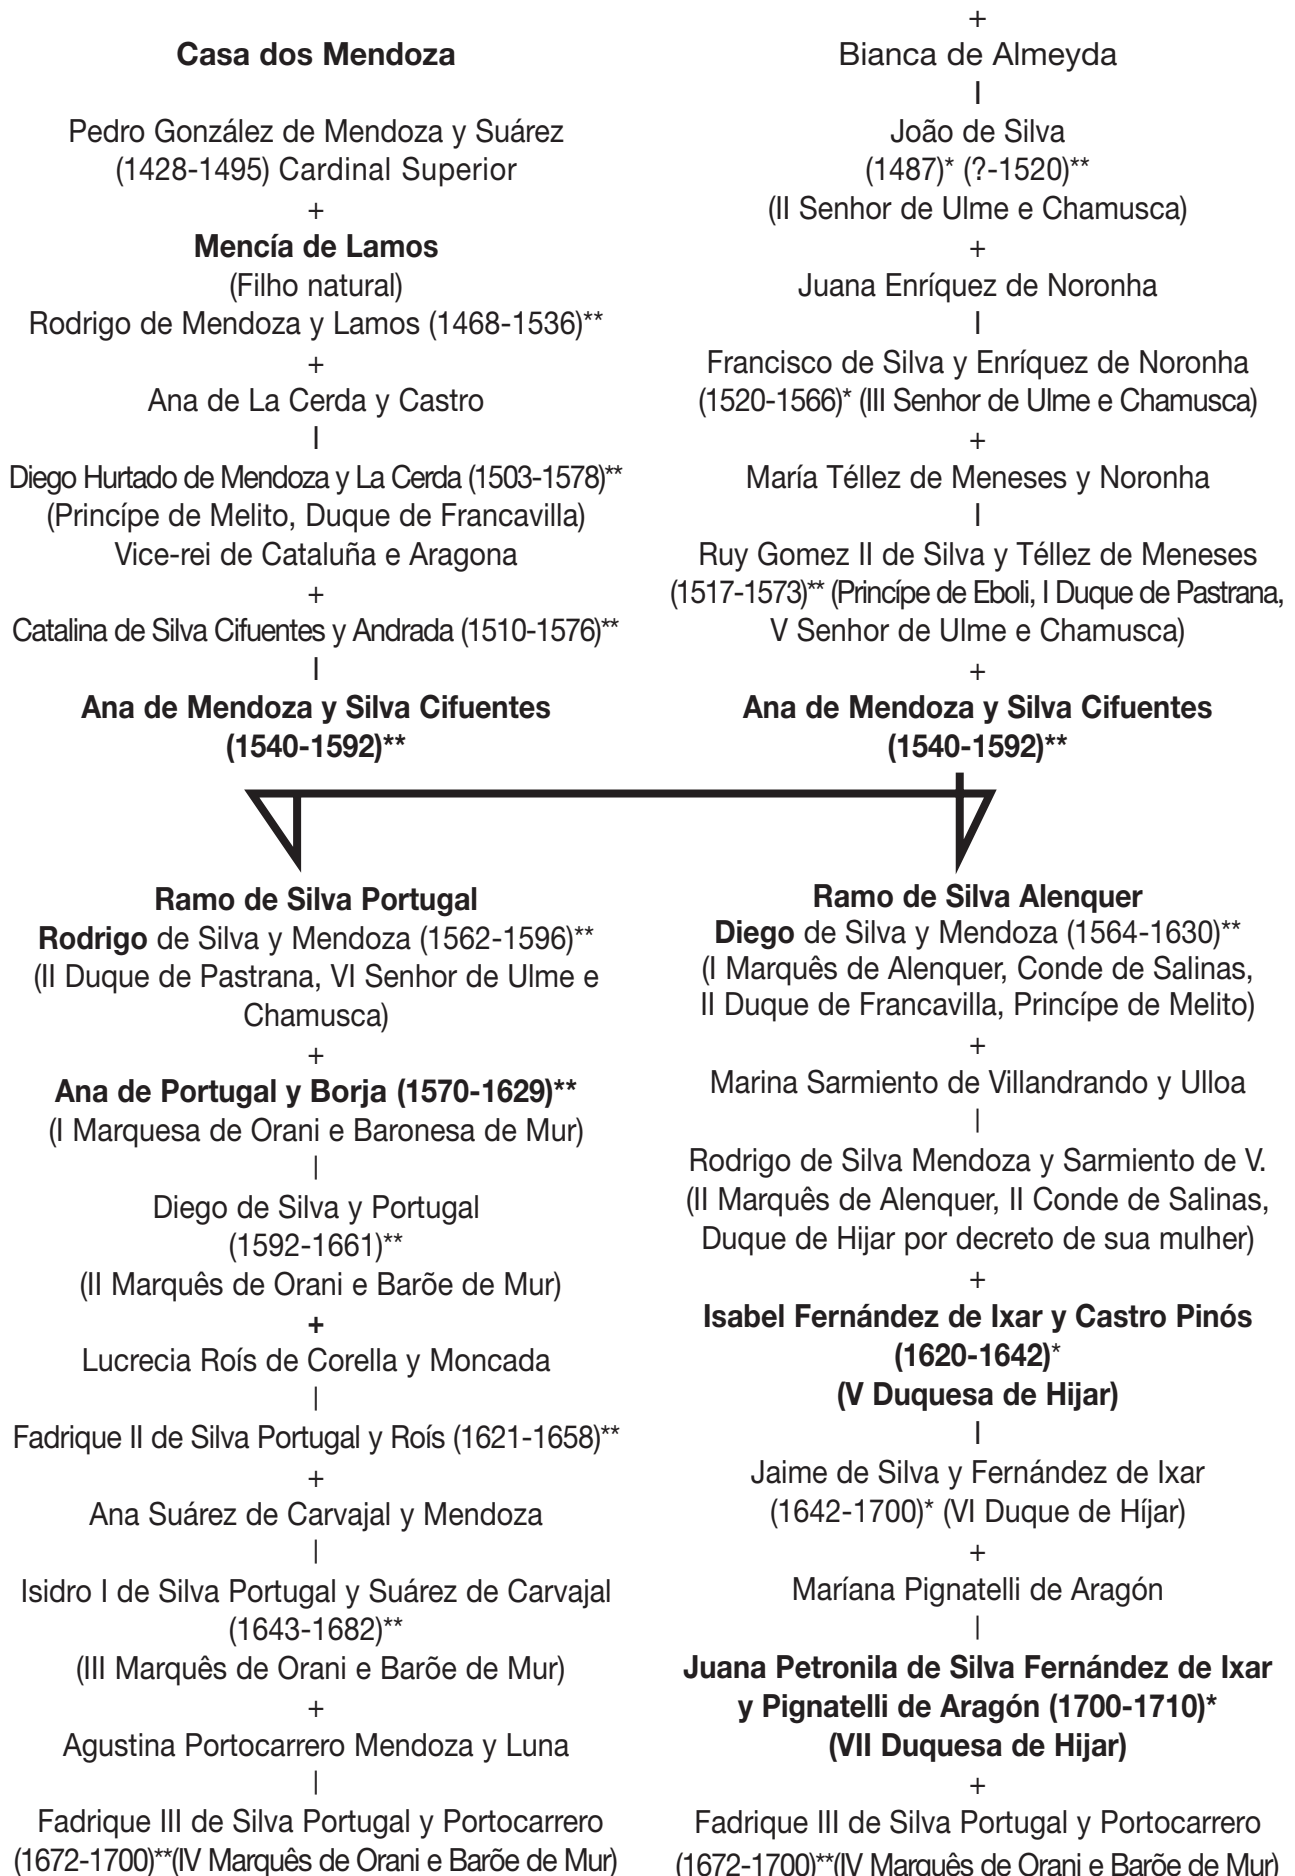 Casa dos Mendoza
Pedro González de Mendoza y Suárez
(1428-1495) Cardinal Superior
+
Mencía de Lamos
(Filho natural)
Rodrigo de Mendoza y Lamos (1468-1536)**
+
Ana de La Cerda y Castro
|
Diego Hurtado de Mendoza y La Cerda (1503-1578)**
(Princípe de Melito, Duque de Francavilla)
Vice-rei de Cataluña e Aragona
+
Catalina de Silva Cifuentes y Andrada (1510-1576)**
|
Ana de Mendoza y Silva Cifuentes
(1540-1592)**
+
Bianca de Almeyda
|
João de Silva
(1487)* (?-1520)**
(II Senhor de Ulme e Chamusca)
+
Juana Enríquez de Noronha
|
Francisco de Silva y Enríquez de Noronha
(1520-1566)* (III Senhor de Ulme e Chamusca)
+
María Téllez de Meneses y Noronha
|
Ruy Gomez II de Silva y Téllez de Meneses
(1517-1573)** (Princípe de Eboli, I Duque de Pastrana,
V Senhor de Ulme e Chamusca)
+
Ana de Mendoza y Silva Cifuentes
(1540-1592)**
Ramo de Silva Portugal
Rodrigo de Silva y Mendoza (1562-1596)**
(II Duque de Pastrana, VI Senhor de Ulme e
Chamusca)
+
Ana de Portugal y Borja (1570-1629)**
(I Marquesa de Orani e Baronesa de Mur)
|
Diego de Silva y Portugal
(1592-1661)**
(II Marquês de Orani e Barõe de Mur)
+
Lucrecia Roís de Corella y Moncada
|
Fadrique II de Silva Portugal y Roís (1621-1658)**
+
Ana Suárez de Carvajal y Mendoza
|
Isidro I de Silva Portugal y Suárez de Carvajal
(1643-1682)**
(III Marquês de Orani e Barõe de Mur)
+
Agustina Portocarrero Mendoza y Luna
|
Fadrique III de Silva Portugal y Portocarrero
(1672-1700)**(IV Marquês de Orani e Barõe de Mur)
Ramo de Silva Alenquer
Diego de Silva y Mendoza (1564-1630)**
(I Marquês de Alenquer, Conde de Salinas,
II Duque de Francavilla, Princípe de Melito)
+
Marina Sarmiento de Villandrando y Ulloa
|
Rodrigo de Silva Mendoza y Sarmiento de V.
(II Marquês de Alenquer, II Conde de Salinas,
Duque de Hijar por decreto de sua mulher)
+
Isabel Fernández de Ixar y Castro Pinós
(1620-1642)*
(V Duquesa de Hijar)
|
Jaime de Silva y Fernández de Ixar
(1642-1700)* (VI Duque de Híjar)
+
Maríana Pignatelli de Aragón
|
Juana Petronila de Silva Fernández de Ixar
y Pignatelli de Aragón (1700-1710)*
(VII Duquesa de Hijar)
+
Fadrique III de Silva Portugal y Portocarrero
(1672-1700)**(IV Marquês de Orani e Barõe de Mur)